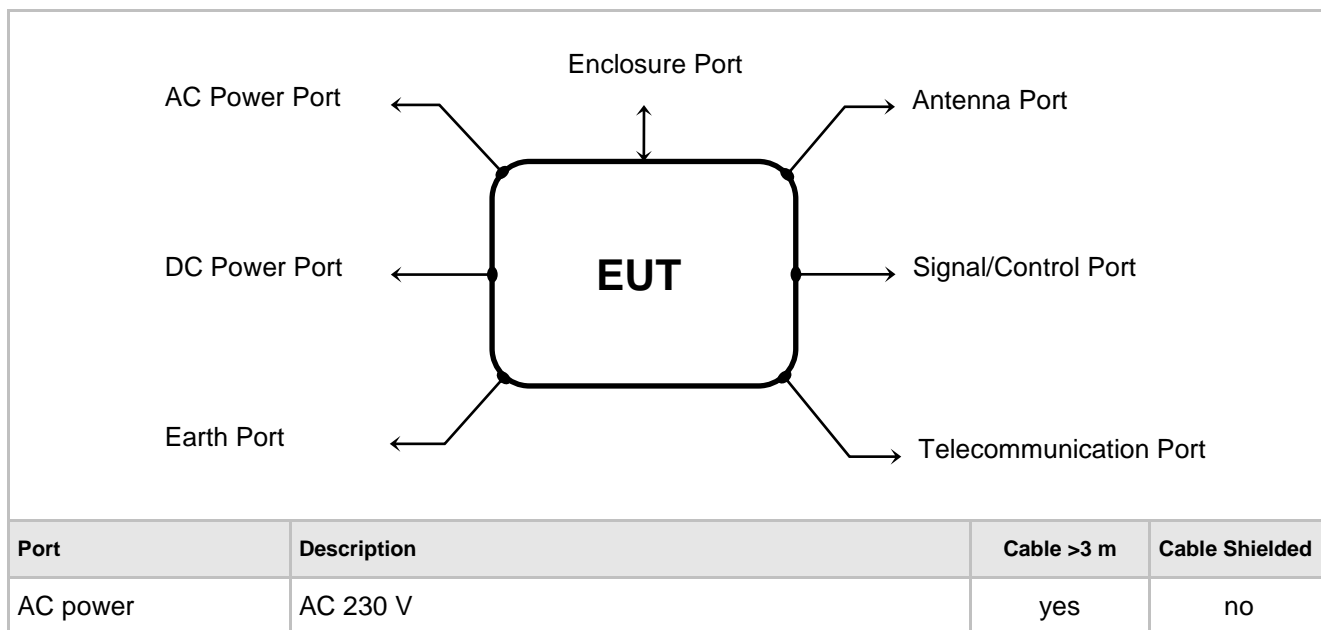 Enclosure Port
AC Power Port
Antenna Port
DC Power Port
EUT
Signal/Control Port
Earth Port
Telecommunication Port
Port Description Cable >3 m Cable Shielded
AC power AC 230 V yes no